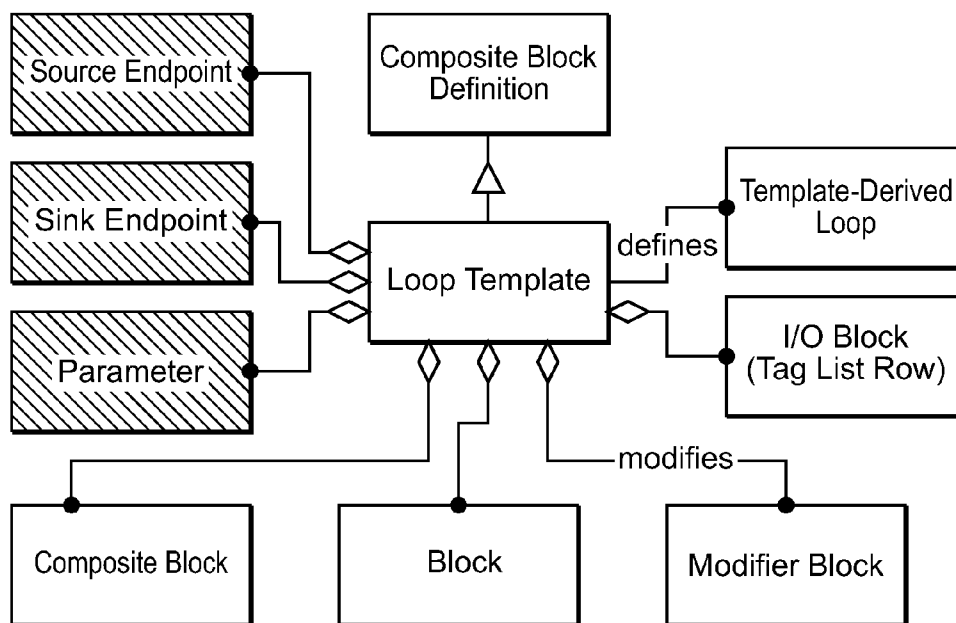 Source Endpoint
Composite Block
Definition
Sink Endpoint
Template-Derived
Loop
defines
Loop Template
Parameter
I/O Block
(Tag List Row)
modifies
Composite Block
Block
Modifier Block